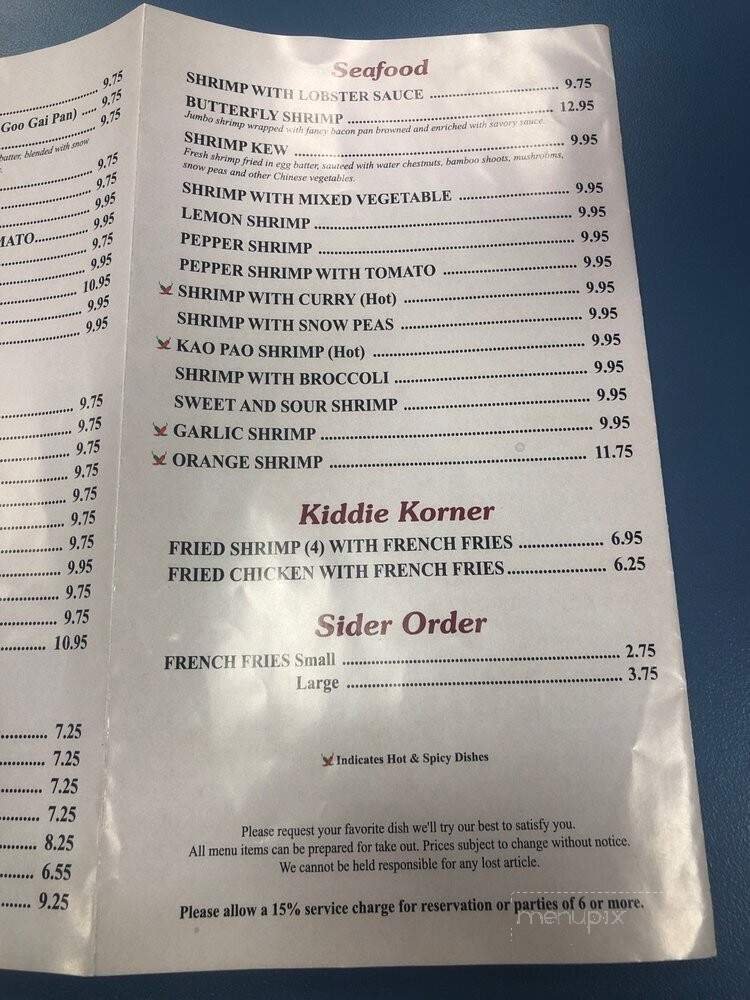 9.75
Goo Gai Pan) .... 9.75
9.75
batter, blended with snow
9.75
9.75
9.95
MATO.............. 9.95
9.75
9.95
10.95
9.95
9.95
9.75
9.75
9.75
9.75
9.75
9.75
9.75
9.95
9.75
9.75
10.95
7.25
7.25
7.25
7.25
8.25
6.55
9.25
Seafood
SHRIMP WITH LOBSTER SAUCE ........ 9.75
BUTTERFLY SHRIMP ........ 12.95
Jumbo shrimp wrapped with fancy bacon pan browned and enriched with savory sauce.
SHRIMP KEW ........ 9.95
Fresh shrimp fried in egg batter, sauteed with water chestnuts, bamboo shoots, mushrobms,
snow peas and other Chinese vegetables.
SHRIMP WITH MIXED VEGETABLE ........ 9.95
LEMON SHRIMP ........ 9.95
PEPPER SHRIMP ........ 9.95
PEPPER SHRIMP WITH TOMATO ........ 9.95
SHRIMP WITH CURRY (Hot) ........ 9.95
SHRIMP WITH SNOW PEAS ........ 9.95
KAO PAO SHRIMP (Hot) ........ 9.95
SHRIMP WITH BROCCOLI ........ 9.95
SWEET AND SOUR SHRIMP ........ 9.95
GARLIC SHRIMP ........ 9.95
ORANGE SHRIMP ........ 11.75
Kiddie Korner
FRIED SHRIMP (4) WITH FRENCH FRIES ........ 6.95
FRIED CHICKEN WITH FRENCH FRIES ........ 6.25
Sider Order
FRENCH FRIES Small ........ 2.75
Large ........ 3.75
Indicates Hot & Spicy Dishes
Please request your favorite dish we'll try our best to satisfy you.
All menu items can be prepared for take out. Prices subject to change without notice.
We cannot be held responsible for any lost article.
Please allow a 15% service charge for reservation or parties of 6 or more.
menupix